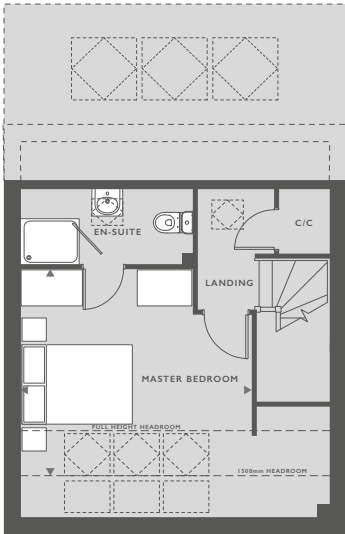 C/C
EN-SUITE
LANDING
MASTER BEDROOM
FULL HEIGHT HEADROOM
1500mm HEADROOM